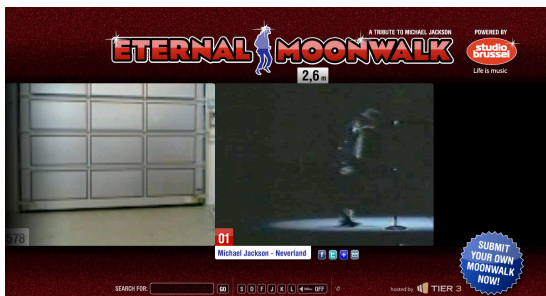 A TRIBUTE TO MICHAEL JACKSON
POWERED BY
ETERNAL MOONWALK
studio
brussel
Life is music
2,6 m
578
01
Michael Jackson - Neverland
SUBMIT
YOUR OWN
MOONWALK
NOW!
SEARCH FOR:
GO
S D F J K L
OFF
hosted by TIER 3